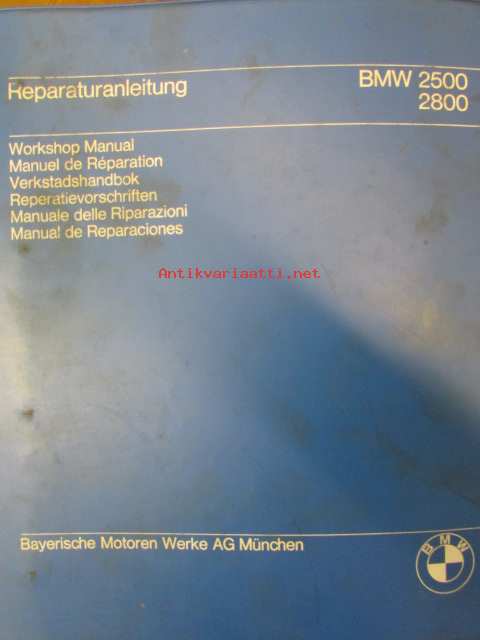 Reparaturanleitung
BMW 2500
2800
Workshop Manual
Manuel de Réparation
Verkstadshandbok
Reperatievorschriften
Manuale delle Riparazioni
Manual de Reparaciones
Antikvariaatti.net
Bayerische Motoren Werke AG München
BMW